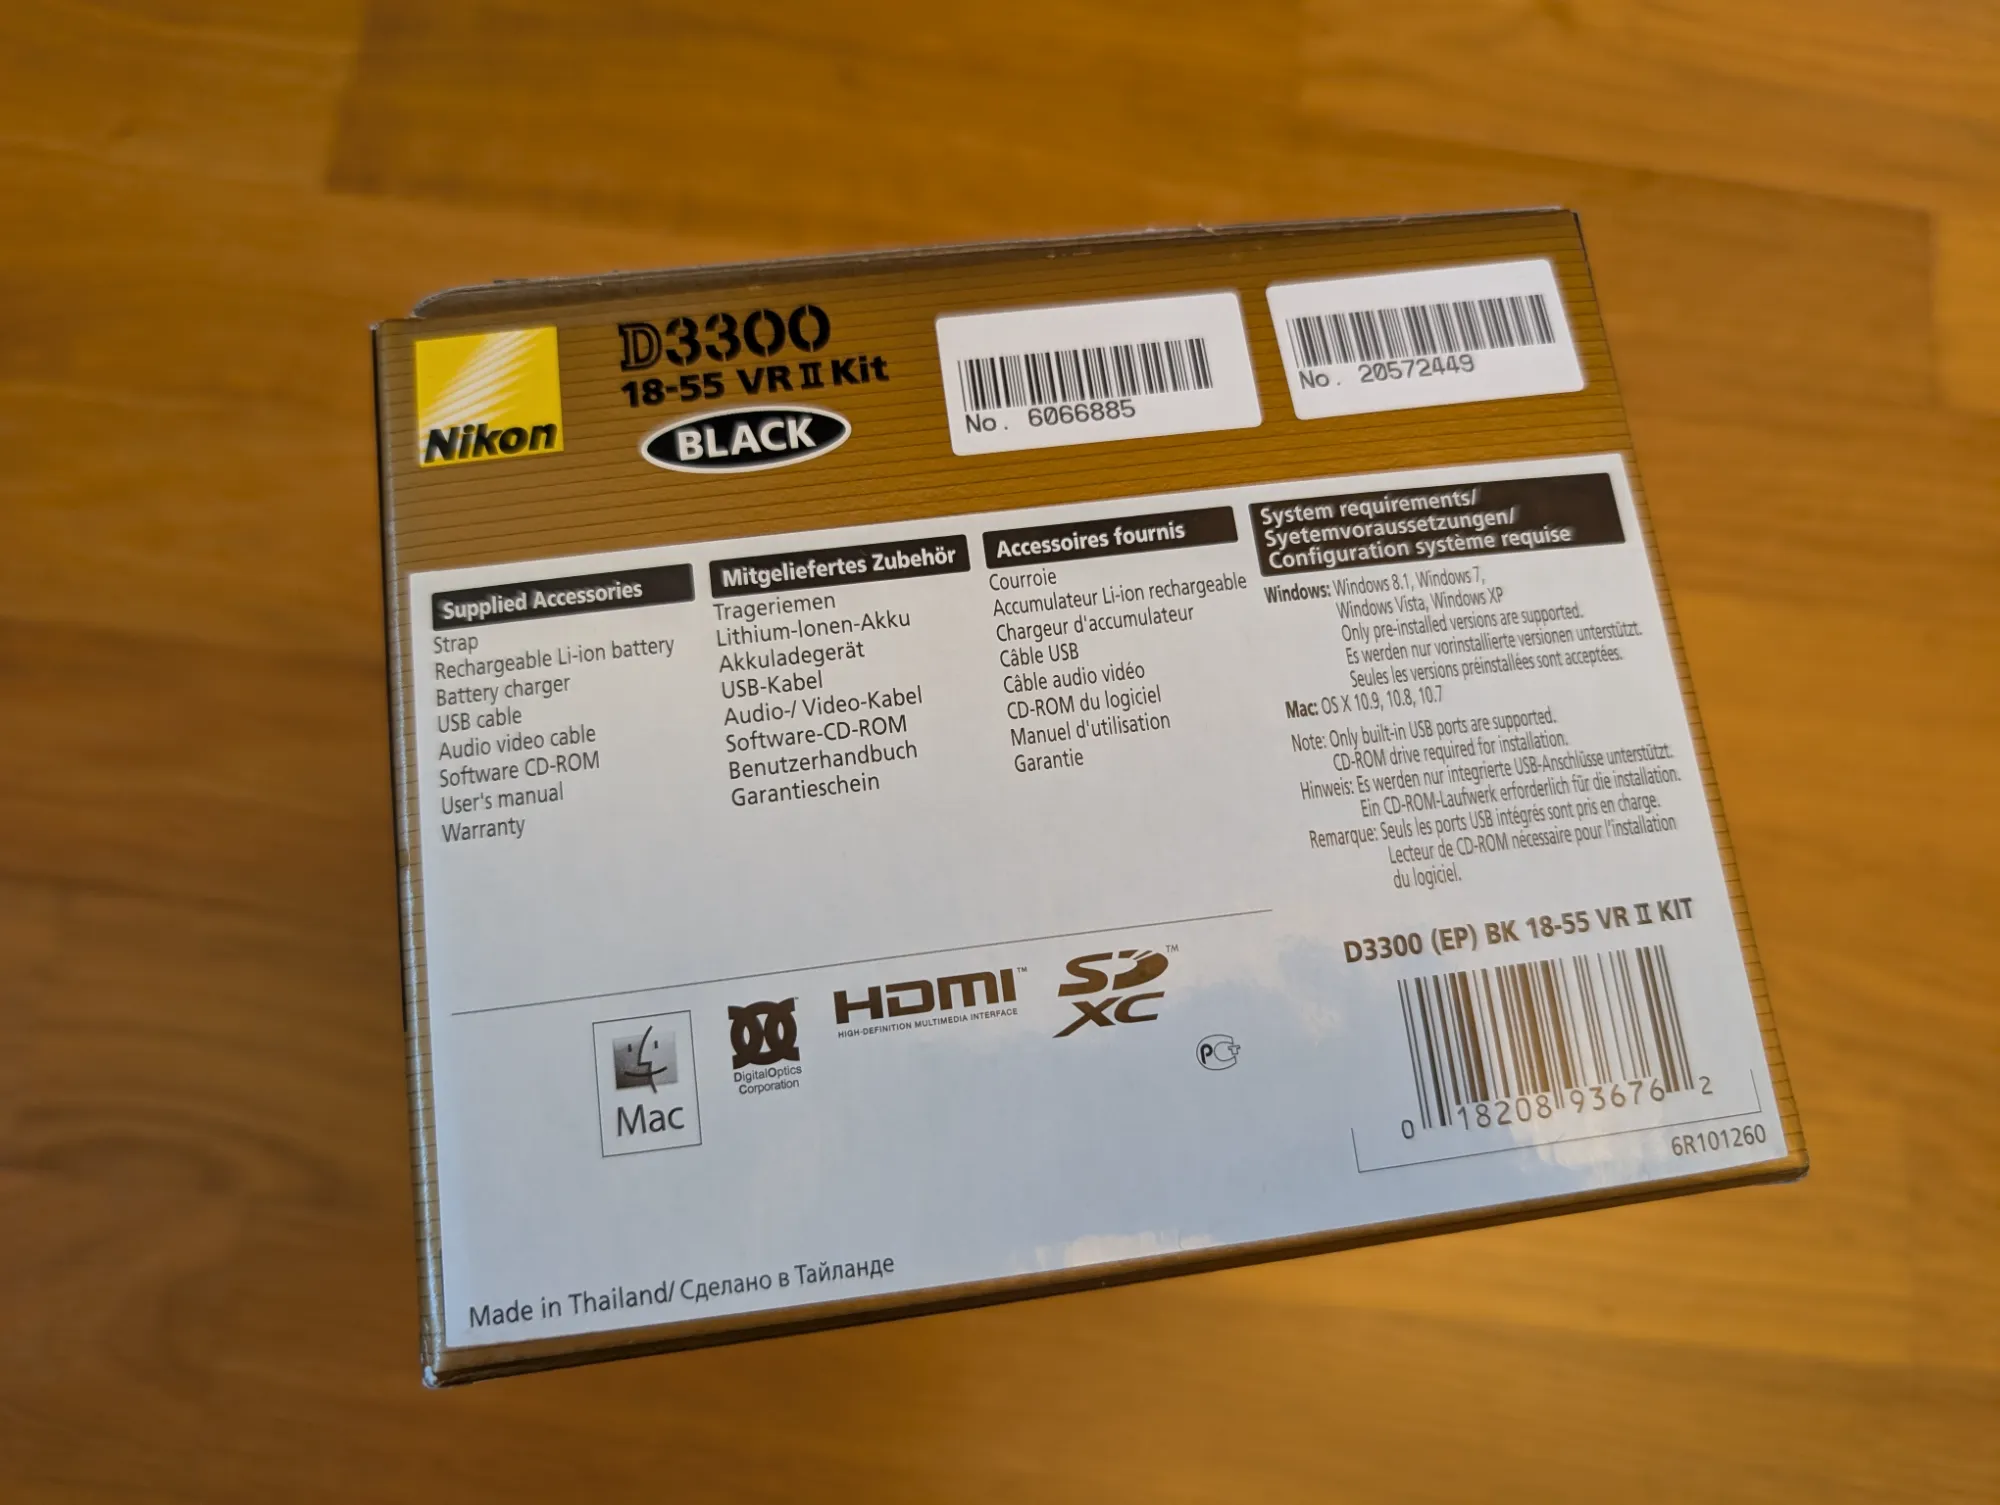 Nikon
D3300
18-55 VR II Kit
BLACK
No. 6066885
No. 20572449
Supplied Accessories
Strap
Rechargeable Li-ion battery
Battery charger
USB cable
Audio video cable
Software CD-ROM
User's manual
Warranty
Mitgeliefertes Zubehör
Trageriemen
Lithium-Ionen-Akku
Akkuladegerät
USB-Kabel
Audio-/ Video-Kabel
Software-CD-ROM
Benutzerhandbuch
Garantieschein
Accessoires fournis
Courroie
Accumulateur Li-ion rechargeable
Chargeur d'accumulateur
Câble USB
Câble audio vidéo
CD-ROM du logiciel
Manuel d'utilisation
Garantie
System requirements/
Syetemvoraussetzungen/
Configuration système requise
Windows: Windows 8.1, Windows 7,
Windows Vista, Windows XP
Only pre-installed versions are supported.
Es werden nur vorinstallierte versionen unterstützt.
Seules les versions préinstallées sont acceptées.
Mac: OS X 10.9, 10.8, 10.7
Note: Only built-in USB ports are supported.
CD-ROM drive required for installation.
Hinweis: Es werden nur integrierte USB-Anschlüsse unterstützt.
Ein CD-ROM-Laufwerk erforderlich für die installation.
Remarque: Seuls les ports USB intégrés sont pris en charge.
Lecteur de CD-ROM nécessaire pour l'installation
du logiciel.
Mac
DigitalOptics
Corporation
HDMI™
HIGH-DEFINITION MULTIMEDIA INTERFACE
SD™
XC
РСТ
D3300 (EP) BK 18-55 VR II KIT
0 18208 93676 2
6R101260
Made in Thailand/ Сделано в Тайланде